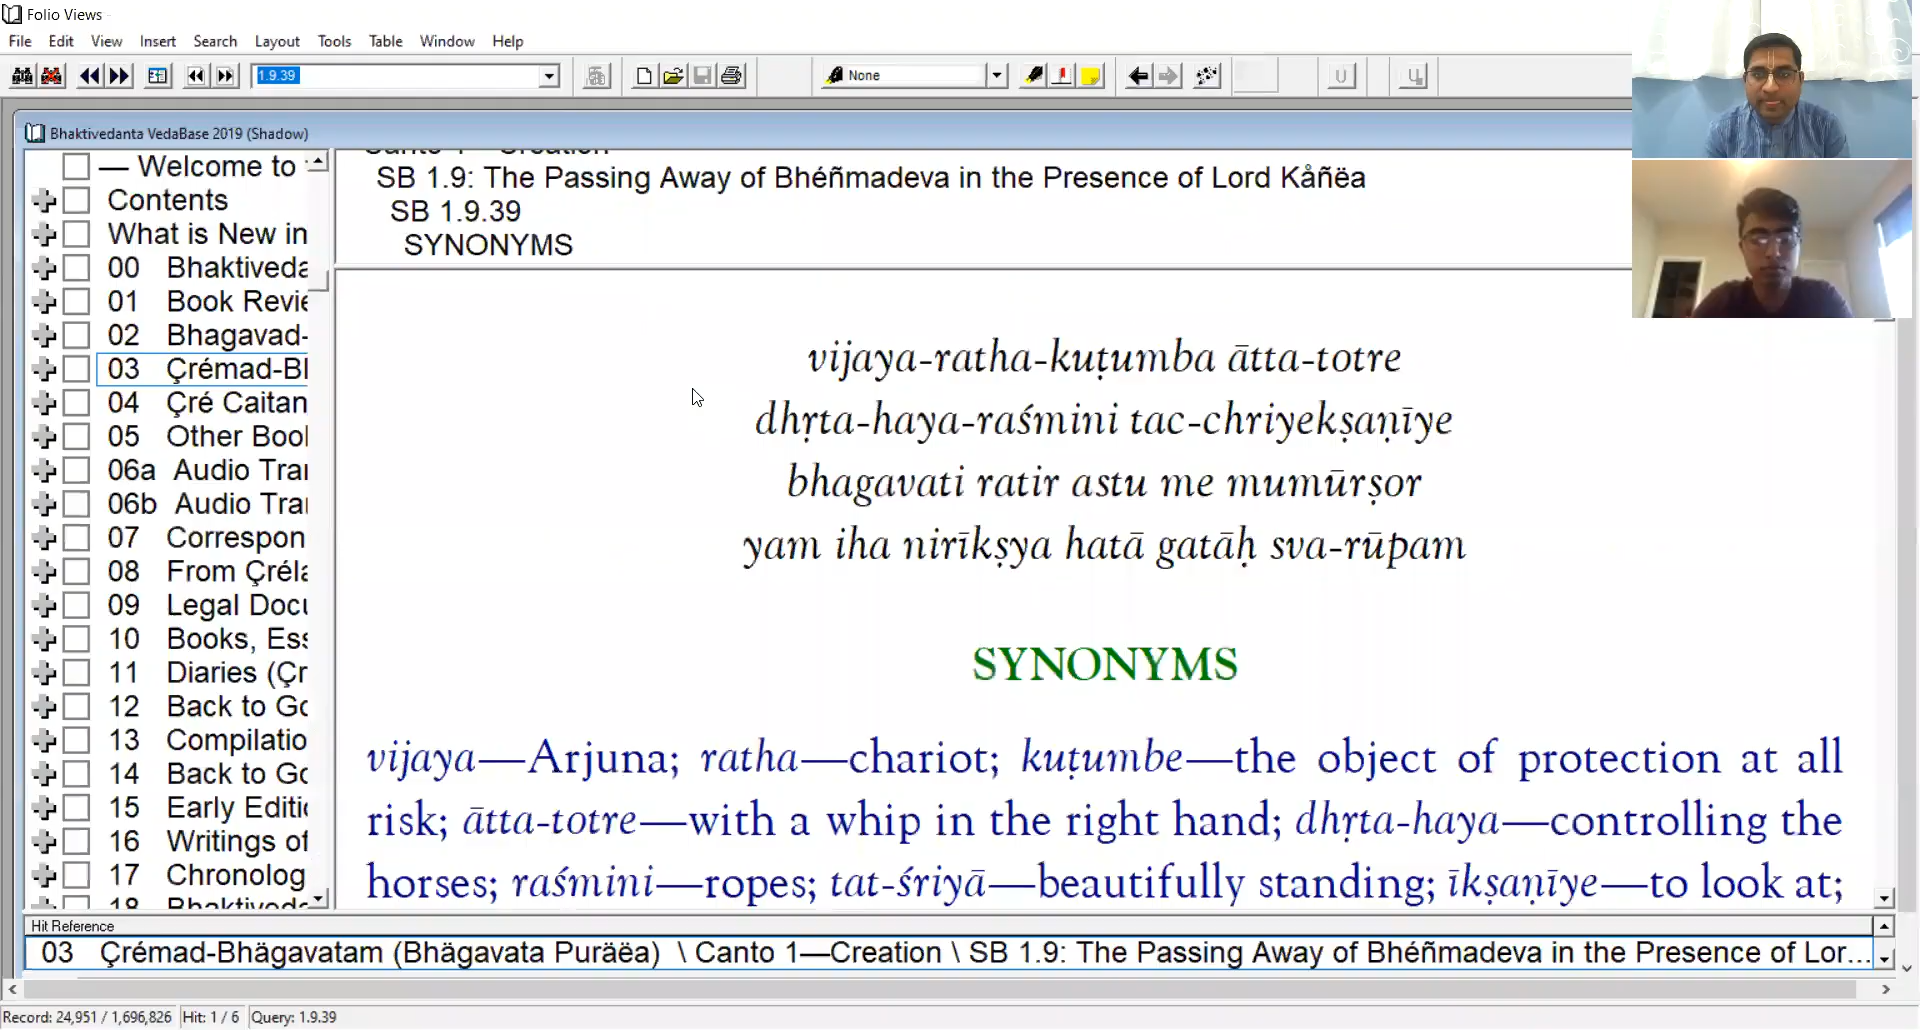 Folio Views
File Edit View Insert Search Layout Tools Table Window Help
1.9.39
None
Bhaktivedanta VedaBase 2019 (Shadow)
— Welcome to
Contents
What is New in
00 Bhaktiveda
01 Book Revie
02 Bhagavad-
03 Çrémad-Bl
04 Çré Caitan
05 Other Bool
06a Audio Trai
06b Audio Trai
07 Correspon
08 From Çréla
09 Legal Docu
10 Books, Ess
11 Diaries (Çr
12 Back to Go
13 Compilatio
14 Back to Go
15 Early Editic
16 Writings of
17 Chronolog
18 Bhaktiveda
Canto 1—Creation
SB 1.9: The Passing Away of Bhéñmadeva in the Presence of Lord Kåñëa
SB 1.9.39
SYNONYMS
vijaya-ratha-kuṭumba ātta-totre
dhṛta-haya-raśmini tac-chriyekṣaṇīye
bhagavati ratir astu me mumūrṣor
yam iha nirīkṣya hatā gatāḥ sva-rūpam
SYNONYMS
vijaya—Arjuna; ratha—chariot; kuṭumbe—the object of protection at all
risk; ātta-totre—with a whip in the right hand; dhṛta-haya—controlling the
horses; raśmini—ropes; tat-śriyā—beautifully standing; īkṣaṇīye—to look at;
Hit Reference
03 Çrémad-Bhägavatam (Bhägavata Puräëa) \ Canto 1—Creation \ SB 1.9: The Passing Away of Bhéñmadeva in the Presence of Lor...
Record: 24,951 / 1,696,826 Hit: 1 / 6 Query: 1.9.39